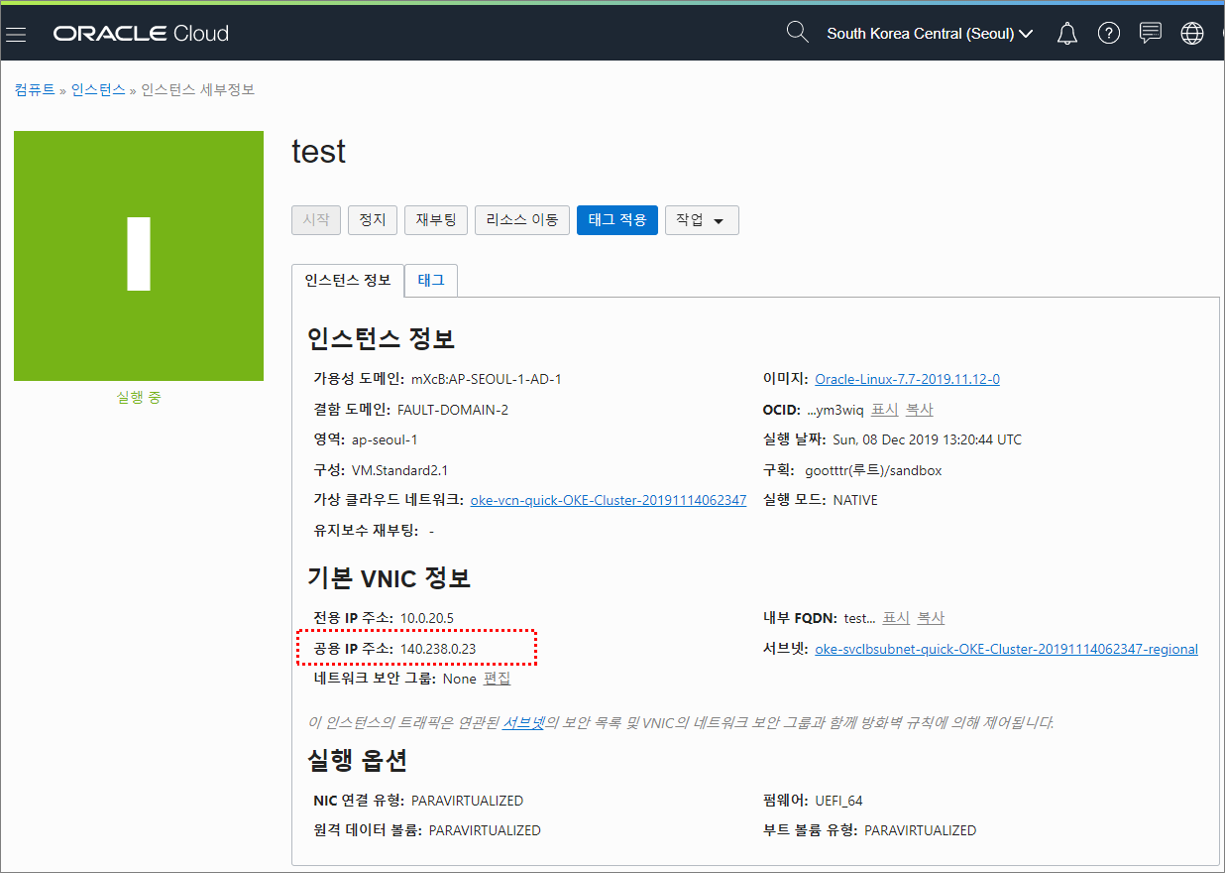 ORACLE Cloud
South Korea Central (Seoul)
컴퓨트 » 인스턴스 » 인스턴스 세부정보
test
시작 정지 재부팅 리소스 이동 태그 적용 작업
인스턴스 정보 태그
실행 중
인스턴스 정보
가용성 도메인: mXcB:AP-SEOUL-1-AD-1
결함 도메인: FAULT-DOMAIN-2
영역: ap-seoul-1
구성: VM.Standard2.1
가상 클라우드 네트워크: oke-vcn-quick-OKE-Cluster-20191114062347
유지보수 재부팅: -
이미지: Oracle-Linux-7.7-2019.11.12-0
OCID: ...ym3wiq 표시 복사
실행 날짜: Sun, 08 Dec 2019 13:20:44 UTC
구획: gootttr(루트)/sandbox
실행 모드: NATIVE
기본 VNIC 정보
전용 IP 주소: 10.0.20.5
공용 IP 주소: 140.238.0.23
네트워크 보안 그룹: None 편집
내부 FQDN: test... 표시 복사
서브넷: oke-svclbsubnet-quick-OKE-Cluster-20191114062347-regional
이 인스턴스의 트래픽은 연관된 서브넷의 보안 목록 및 VNIC의 네트워크 보안 그룹과 함께 방화벽 규칙에 의해 제어됩니다.
실행 옵션
NIC 연결 유형: PARAVIRTUALIZED
원격 데이터 볼륨: PARAVIRTUALIZED
펌웨어: UEFI_64
부트 볼륨 유형: PARAVIRTUALIZED